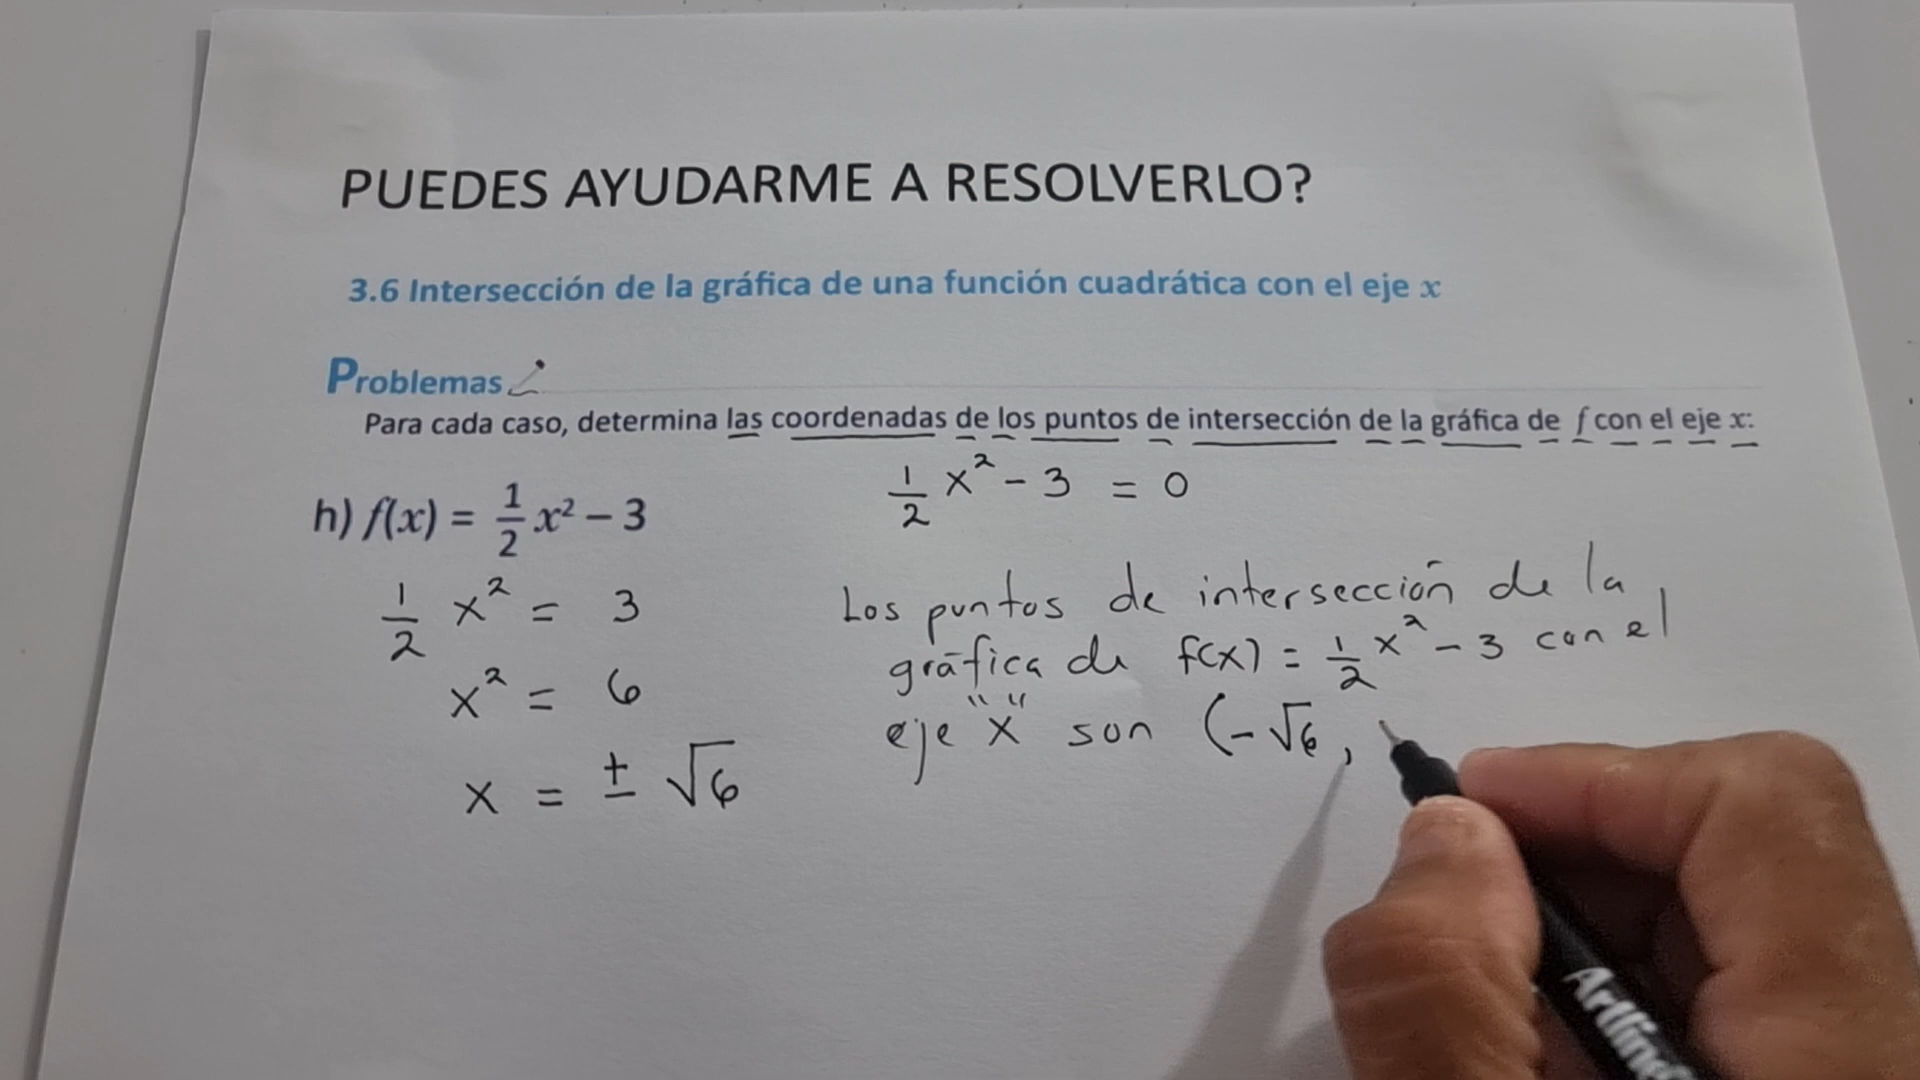 PUEDES AYUDARME A RESOLVERLO?
3.6 Intersección de la gráfica de una función cuadrática con el eje x
Problemas
Para cada caso, determina las coordenadas de los puntos de intersección de la gráfica de f con el eje x:
h) f(x) = 1/2 x² – 3
1/2 x² - 3 = 0
1/2 x² = 3
x² = 6
x = ± √6
Los puntos de intersección de la
gráfica de f(x) = 1/2 x² - 3 con el
eje "x" son (-√6,
Artline